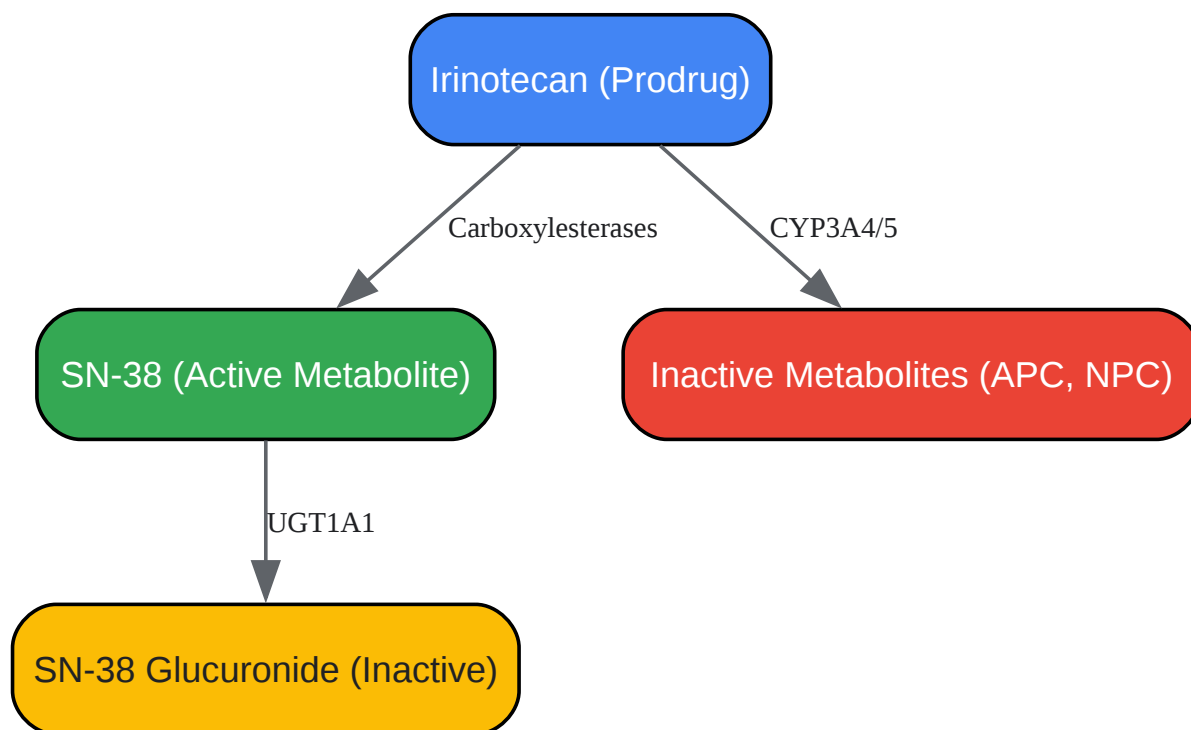 Irinotecan (Prodrug)
Carboxylesterases
CYP3A4/5
SN-38 (Active Metabolite)
Inactive Metabolites (APC, NPC)
UGT1A1
SN-38 Glucuronide (Inactive)